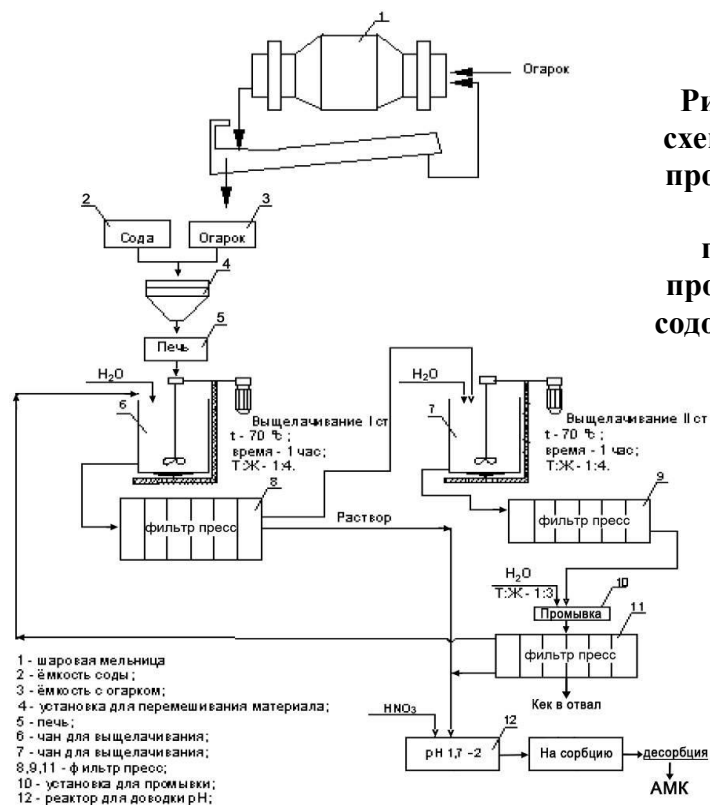 1
Огарок
Ри
схе
про
п
про
содо
2
3
Сода
Огарок
4
5
Печь
H₂O
6
Выщелачивание I ст
t - 70 °c ;
время - 1 час;
Т:Ж - 1:4.
8
фильтр пресс
Раствор
H₂O
7
Выщелачивание II ст
t - 70 °c ;
время - 1 час;
Т:Ж - 1:4.
9
фильтр пресс
H₂O
Т:Ж - 1:3
10
Промывка
11
фильтр пресс
Кек в отвал
HNO₃
12
pH 1,7 -2
На сорбцию
десорбция
АМК
1 - шаровая мельница
2 - ёмкость соды;
3 - ёмкость с огарком;
4 - установка для перемешивания материала;
5 - печь;
6 - чан для выщелачивания;
7 - чан для выщелачивания;
8,9,11 - фильтр пресс;
10 - установка для промывки;
12 - реактор для доводки pH;